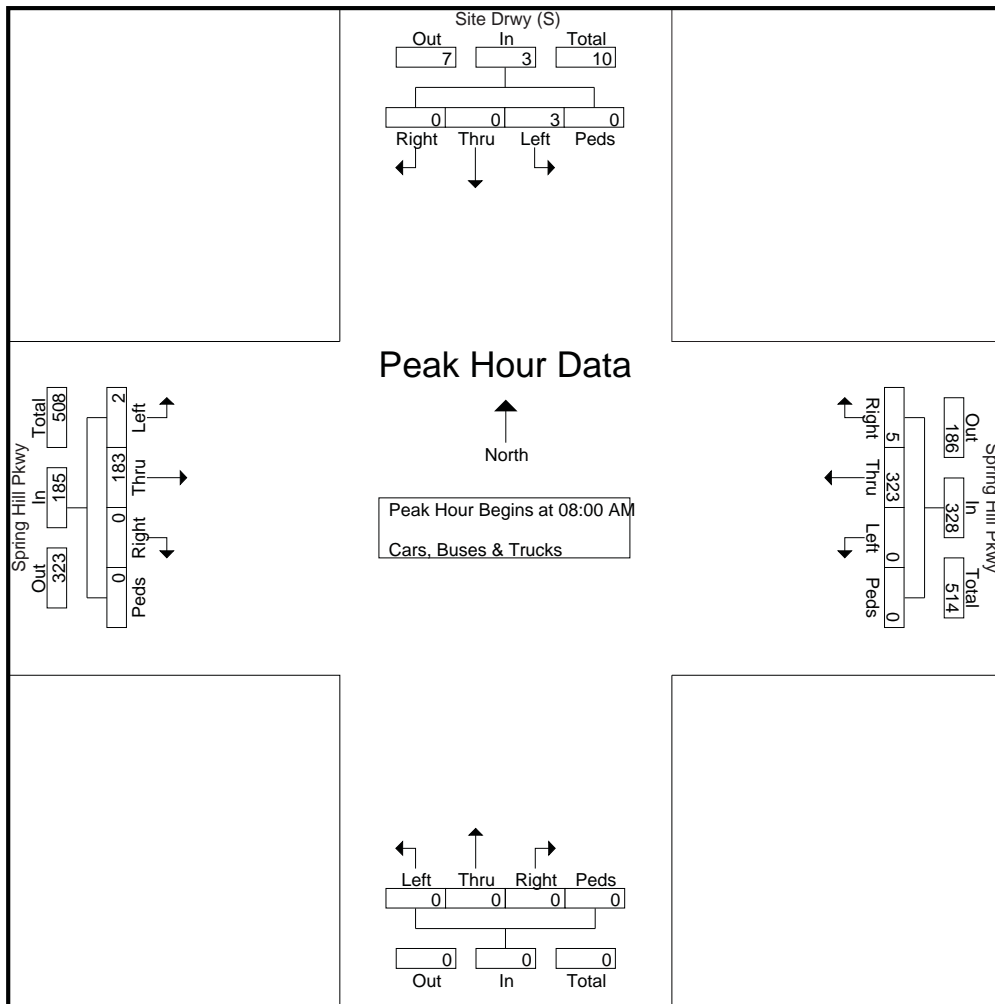 Site Drwy (S)
Out In Total
7 3 10
0 0 3 0
Right Thru Left Peds
Peak Hour Data
North
Peak Hour Begins at 08:00 AM
Cars, Buses & Trucks
Spring Hill Pkwy
Total In Out
508 185 323
2 183 0 0
Left Thru Right Peds
Spring Hill Pkwy
Out In Total
186 328 514
5 323 0 0
Right Thru Left Peds
Left Thru Right Peds
0 0 0 0
0 0 0
Out In Total